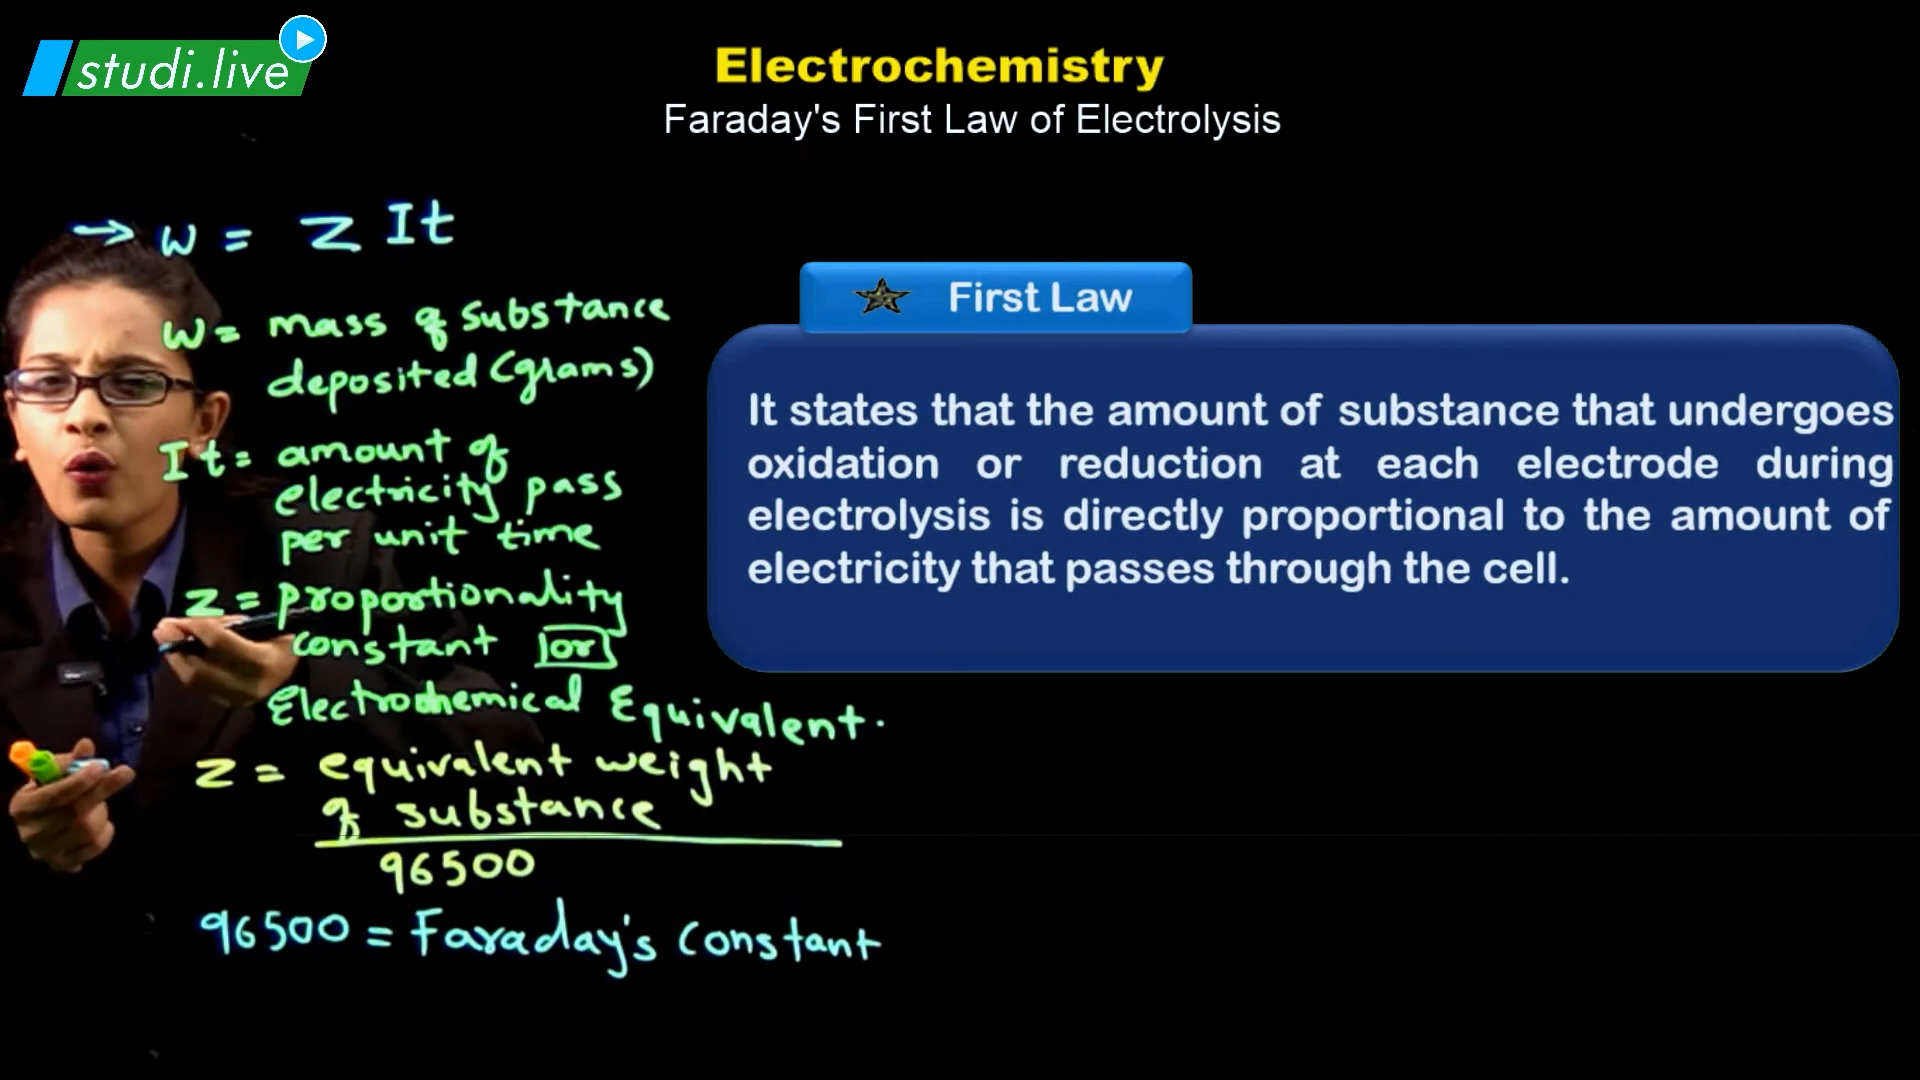 studi.live
Electrochemistry
Faraday's First Law of Electrolysis
→ W = Z It
W = mass of substance
deposited (grams)
It = amount of
electricity pass
per unit time
Z = proportionality
constant or
Electrochemical Equivalent.
Z = equivalent weight
of substance
96500
96500 = Faraday's constant
First Law
It states that the amount of substance that undergoes
oxidation or reduction at each electrode during
electrolysis is directly proportional to the amount of
electricity that passes through the cell.